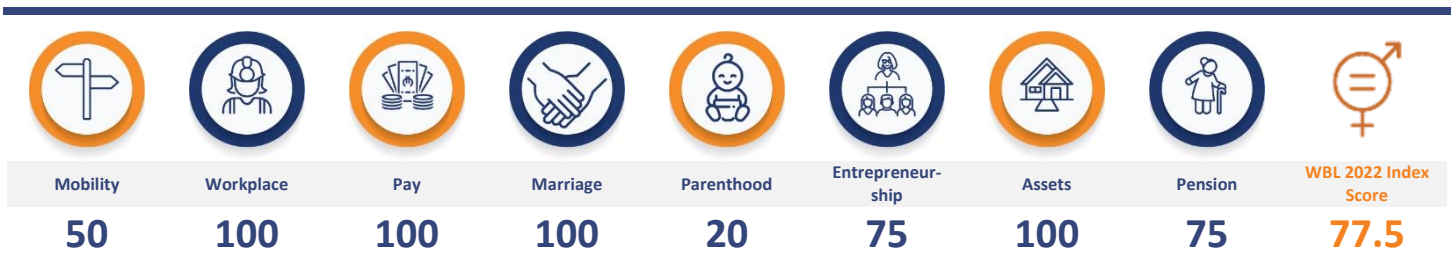 Mobility
Workplace
Pay
Marriage
Parenthood
Entrepreneur-
ship
Assets
Pension
WBL 2022 Index
Score
50
100
100
100
20
75
100
75
77.5